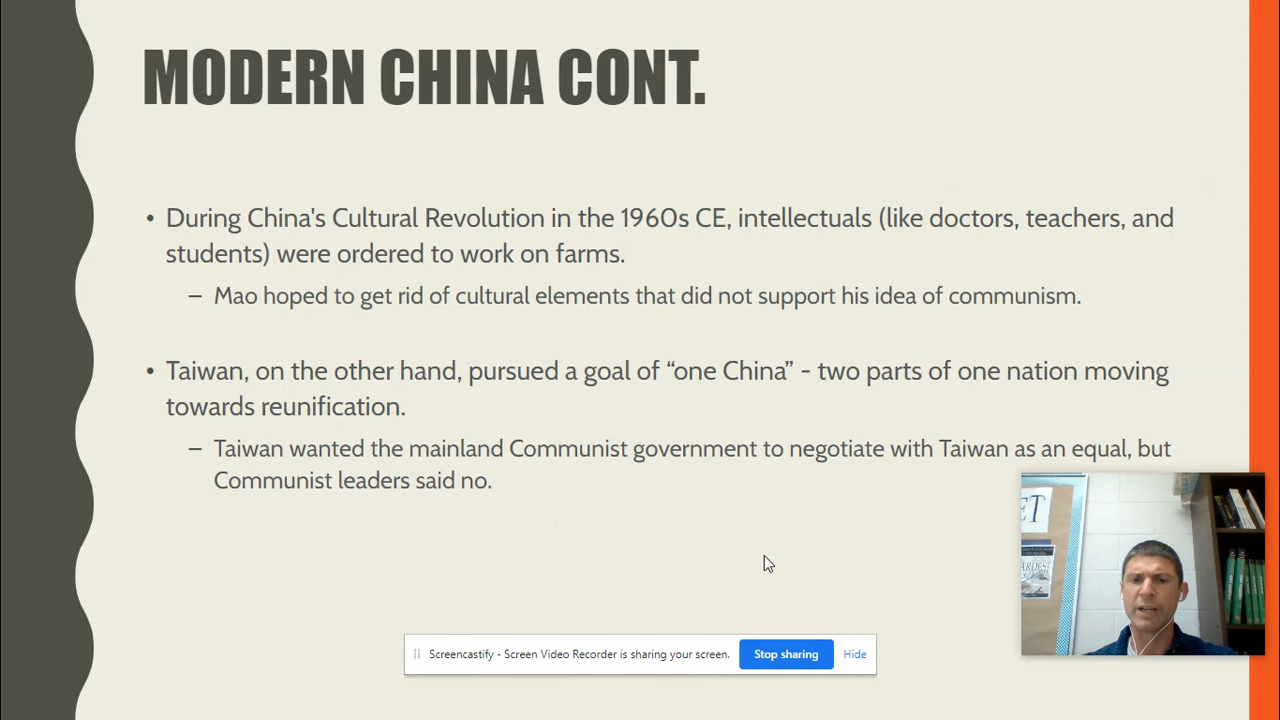 MODERN CHINA CONT.
• During China's Cultural Revolution in the 1960s CE, intellectuals (like doctors, teachers, and
students) were ordered to work on farms.
– Mao hoped to get rid of cultural elements that did not support his idea of communism.
• Taiwan, on the other hand, pursued a goal of “one China” - two parts of one nation moving
towards reunification.
– Taiwan wanted the mainland Communist government to negotiate with Taiwan as an equal, but
Communist leaders said no.
ET
Screencastify - Screen Video Recorder is sharing your screen.
Stop sharing
Hide